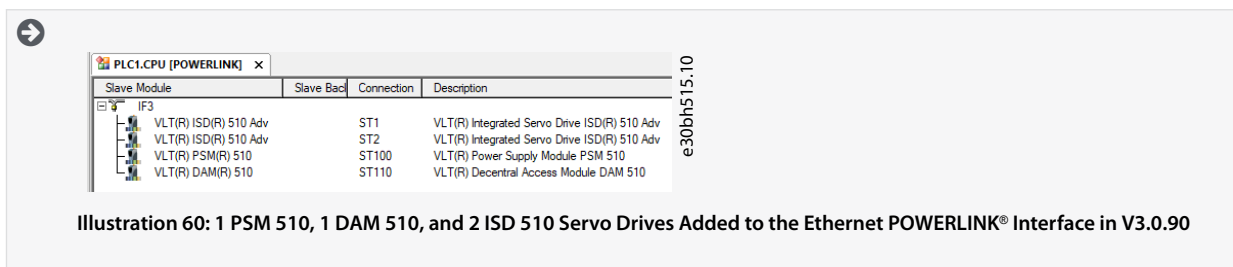 PLC1.CPU [POWERLINK] ×
Slave Module Slave Bacl Connection Description
IF3
VLT(R) ISD(R) 510 Adv ST1 VLT(R) Integrated Servo Drive ISD(R) 510 Adv
VLT(R) ISD(R) 510 Adv ST2 VLT(R) Integrated Servo Drive ISD(R) 510 Adv
VLT(R) PSM(R) 510 ST100 VLT(R) Power Supply Module PSM 510
VLT(R) DAM(R) 510 ST110 VLT(R) Decentral Access Module DAM 510
e30bh515.10
Illustration 60: 1 PSM 510, 1 DAM 510, and 2 ISD 510 Servo Drives Added to the Ethernet POWERLINK® Interface in V3.0.90